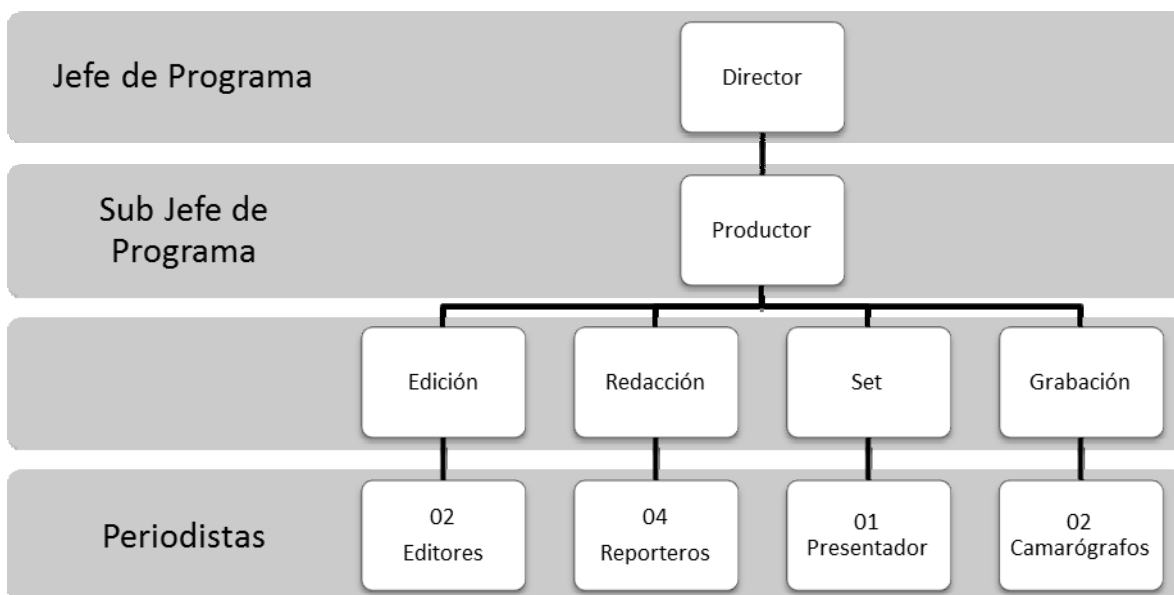 Jefe de Programa
Director
Sub Jefe de
Programa
Productor
Edición
Redacción
Set
Grabación
Periodistas
02
Editores
04
Reporteros
01
Presentador
02
Camarógrafos